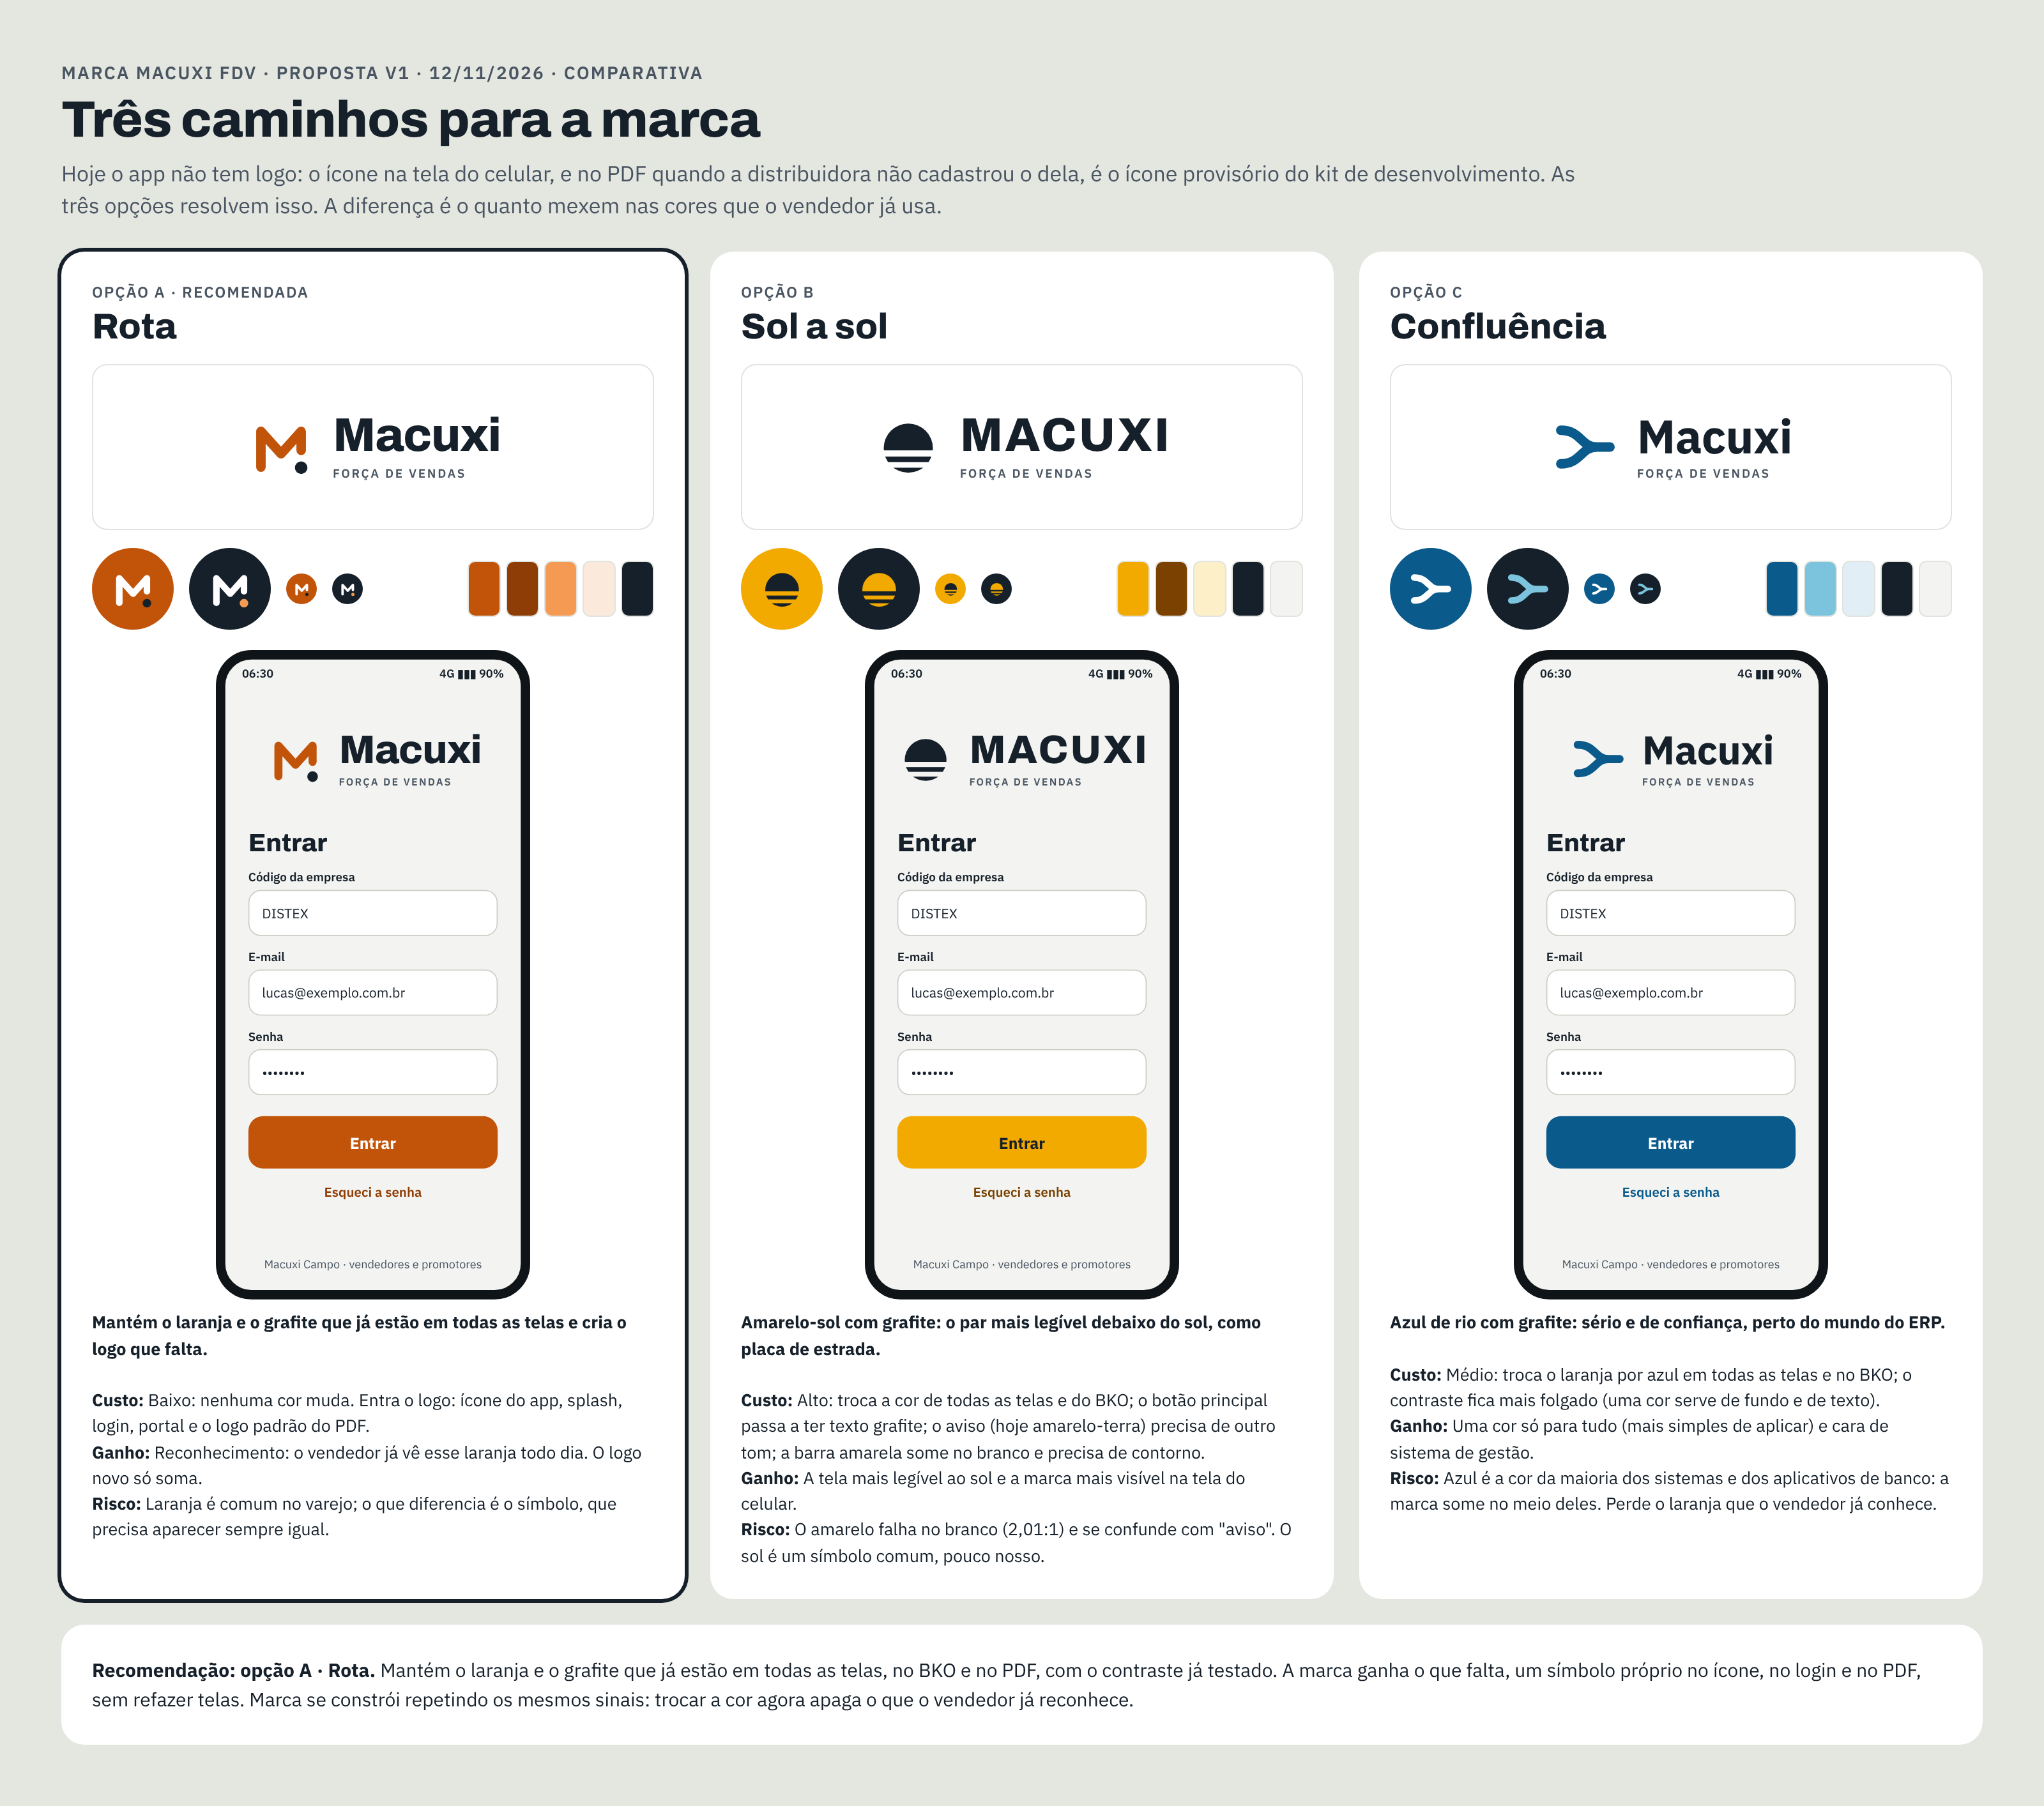 MARCA MACUXI FDV · PROPOSTA V1 · 12/11/2026 · COMPARATIVA
Três caminhos para a marca
Hoje o app não tem logo: o ícone na tela do celular, e no PDF quando a distribuidora não cadastrou o dela, é o ícone provisório do kit de desenvolvimento. As
três opções resolvem isso. A diferença é o quanto mexem nas cores que o vendedor já usa.
OPÇÃO A · RECOMENDADA
Rota
Macuxi
FORÇA DE VENDAS
06:30
4G ▮▮▮ 90%
Macuxi
FORÇA DE VENDAS
Entrar
Código da empresa
DISTEX
E-mail
lucas@exemplo.com.br
Senha
••••••••
Entrar
Esqueci a senha
Macuxi Campo · vendedores e promotores
Mantém o laranja e o grafite que já estão em todas as telas e cria o
logo que falta.
Custo: Baixo: nenhuma cor muda. Entra o logo: ícone do app, splash,
login, portal e o logo padrão do PDF.
Ganho: Reconhecimento: o vendedor já vê esse laranja todo dia. O logo
novo só soma.
Risco: Laranja é comum no varejo; o que diferencia é o símbolo, que
precisa aparecer sempre igual.
OPÇÃO B
Sol a sol
MACUXI
FORÇA DE VENDAS
06:30
4G ▮▮▮ 90%
MACUXI
FORÇA DE VENDAS
Entrar
Código da empresa
DISTEX
E-mail
lucas@exemplo.com.br
Senha
••••••••
Entrar
Esqueci a senha
Macuxi Campo · vendedores e promotores
Amarelo-sol com grafite: o par mais legível debaixo do sol, como
placa de estrada.
Custo: Alto: troca a cor de todas as telas e do BKO; o botão principal
passa a ter texto grafite; o aviso (hoje amarelo-terra) precisa de outro
tom; a barra amarela some no branco e precisa de contorno.
Ganho: A tela mais legível ao sol e a marca mais visível na tela do
celular.
Risco: O amarelo falha no branco (2,01:1) e se confunde com "aviso". O
sol é um símbolo comum, pouco nosso.
OPÇÃO C
Confluência
Macuxi
FORÇA DE VENDAS
06:30
4G ▮▮▮ 90%
Macuxi
FORÇA DE VENDAS
Entrar
Código da empresa
DISTEX
E-mail
lucas@exemplo.com.br
Senha
••••••••
Entrar
Esqueci a senha
Macuxi Campo · vendedores e promotores
Azul de rio com grafite: sério e de confiança, perto do mundo do ERP.
Custo: Médio: troca o laranja por azul em todas as telas e no BKO; o
contraste fica mais folgado (uma cor serve de fundo e de texto).
Ganho: Uma cor só para tudo (mais simples de aplicar) e cara de
sistema de gestão.
Risco: Azul é a cor da maioria dos sistemas e dos aplicativos de banco: a
marca some no meio deles. Perde o laranja que o vendedor já conhece.
Recomendação: opção A · Rota. Mantém o laranja e o grafite que já estão em todas as telas, no BKO e no PDF, com o contraste já testado. A marca ganha o que falta, um símbolo próprio no ícone, no login e no PDF,
sem refazer telas. Marca se constrói repetindo os mesmos sinais: trocar a cor agora apaga o que o vendedor já reconhece.